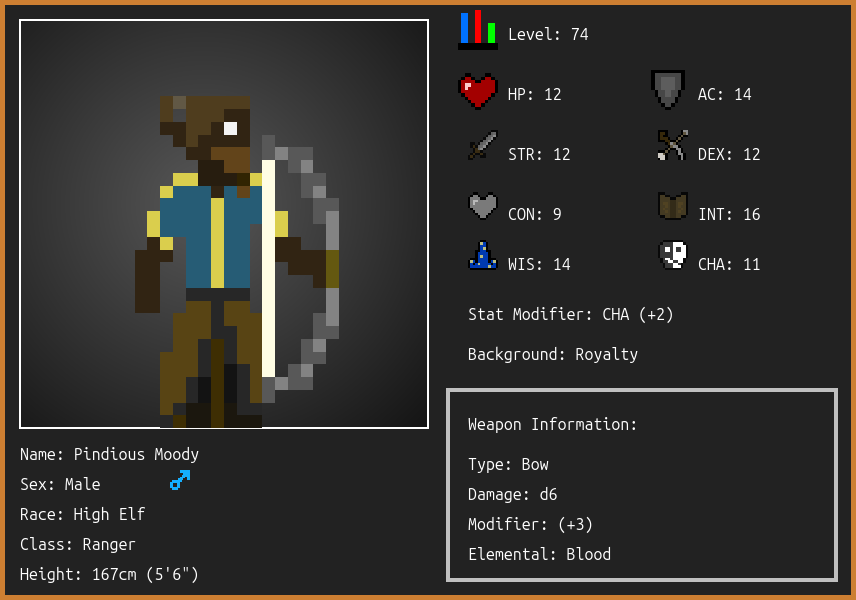 Level: 74
HP: 12
AC: 14
STR: 12
DEX: 12
CON: 9
INT: 16
WIS: 14
CHA: 11
Stat Modifier: CHA (+2)
Background: Royalty
Weapon Information:
Type: Bow
Damage: d6
Modifier: (+3)
Elemental: Blood
Name: Pindious Moody
Sex: Male
Race: High Elf
Class: Ranger
Height: 167cm (5'6")